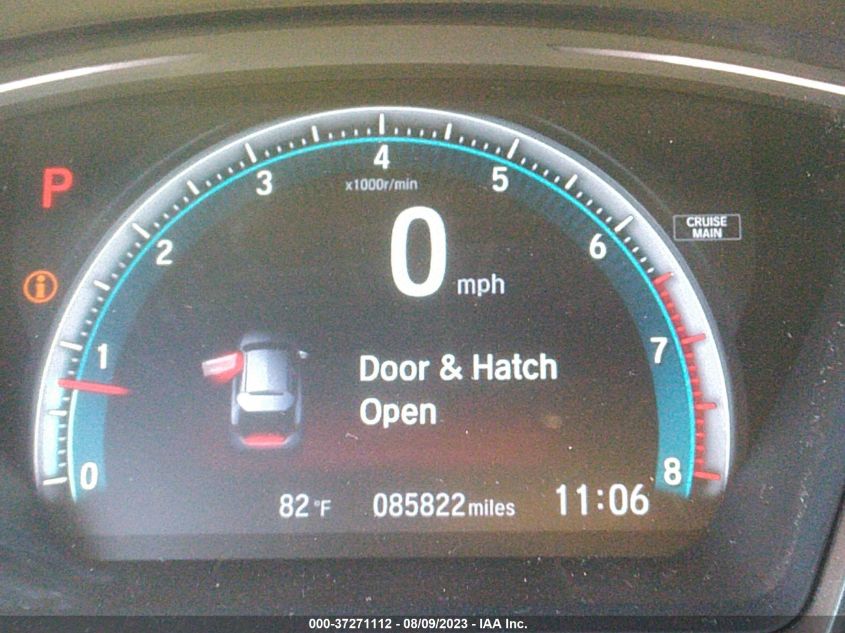 4
3
5
x1000r/min
P
0
CRUISE
MAIN
2
6
mph
i
1
7
Door & Hatch
Open
0
8
82°F
085822 miles
11:06
000-37271112 - 08/09/2023 - IAA Inc.